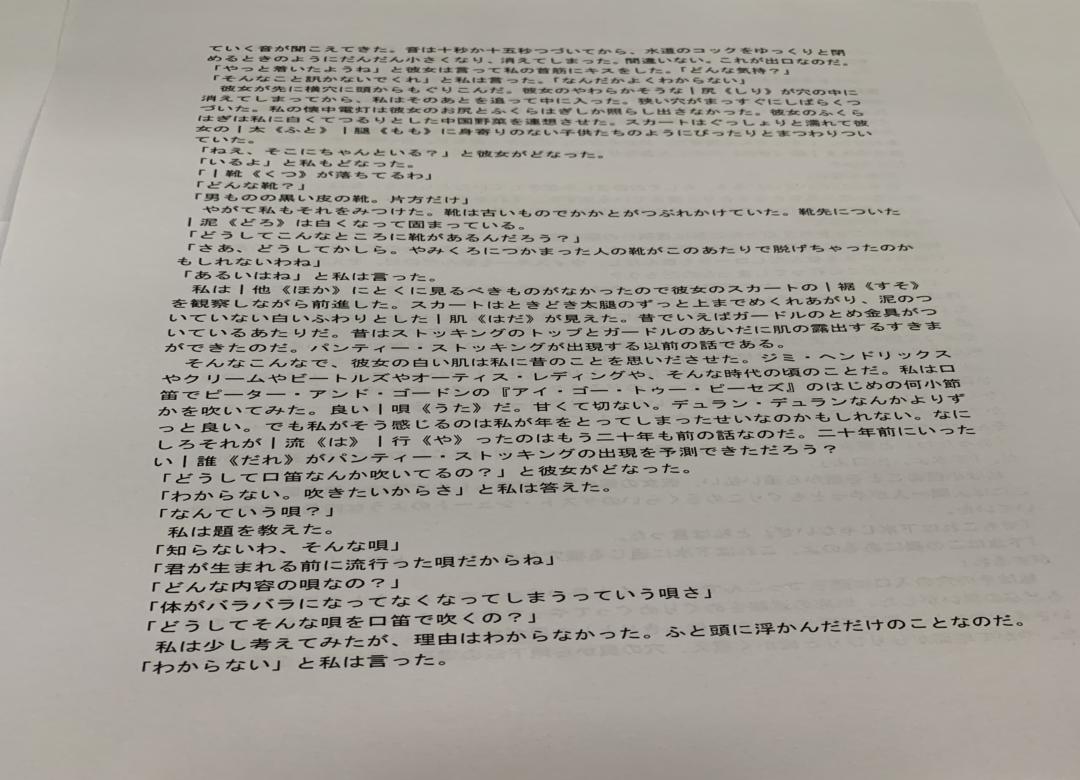 ていく音が聞こえてきた。音は十秒か十五秒つづいてから、水道のコックをゆっくりと閉
めるときのようにだんだん小さくなり、消えてしまった。間違いない。これが出口なのだ。
「やっと着いたようね」と彼女は言って私の首筋にキスをした。「どんな気持？」
「そんなこと訊かないでくれ」と私は言った。「なんだかよくわからない」
　彼女が先に横穴に頭からもぐりこんだ。彼女のやわらかそうな|尻《しり》が穴の中に
消えてしまってから、私はそのあとを追って中に入った。狭い穴がまっすぐにしばらくつ
づいた。私の懐中電灯は彼女のお尻とふくらはぎしか照らし出さなかった。彼女のふくら
はぎは私に白くてつるりとした中国野菜を連想させた。スカートはぐっしょりと濡れて彼
女の|太《ふと》|腿《もも》に身寄りのない子供たちのようにぴったりとまつわりつい
ていた。
「ねえ、そこにちゃんといる？」と彼女がどなった。
「いるよ」と私もどなった。
「|靴《くつ》が落ちてるわ」
「どんな靴？」
「男ものの黒い皮の靴。片方だけ」
　やがて私もそれをみつけた。靴は古いものでかかとがつぶれかけていた。靴先についた
|泥《どろ》は白くなって固まっている。
「どうしてこんなところに靴があるんだろう？」
「さあ、どうしてかしら。やみくろにつかまった人の靴がこのあたりで脱げちゃったのか
もしれないわね」
「あるいはね」と私は言った。
　私は|他《ほか》にとくに見るべきものがなかったので彼女のスカートの|裾《すそ》
を観察しながら前進した。スカートはときどき太腿のずっと上までめくれあがり、泥のつ
いていない白いふわりとした|肌《はだ》が見えた。昔でいえばガードルのとめ金具がつ
いているあたりだ。昔はストッキングのトップとガードルのあいだに肌の露出するすきま
ができたのだ。パンティー・ストッキングが出現する以前の話である。
　そんなこんなで、彼女の白い肌は私に昔のことを思いださせた。ジミ・ヘンドリックス
やクリームやビートルズやオーティス・レディングや、そんな時代の頃のことだ。私は口
笛でピーター・アンド・ゴードンの『アイ・ゴー・トゥー・ピーセズ』のはじめの何小節
かを吹いてみた。良い|唄《うた》だ。甘くて切ない。デュラン・デュランなんかよりず
っと良い。でも私がそう感じるのは私が年をとってしまったせいなのかもしれない。なに
しろそれが|流《は》|行《や》ったのはもう二十年も前の話なのだ。二十年前にいった
い|誰《だれ》がパンティー・ストッキングの出現を予測できただろう？
「どうして口笛なんか吹いてるの？」と彼女がどなった。
「わからない。吹きたいからさ」と私は答えた。
「なんていう唄？」
　私は題を教えた。
「知らないわ、そんな唄」
「君が生まれる前に流行った唄だからね」
「どんな内容の唄なの？」
「体がバラバラになってなくなってしまうっていう唄さ」
「どうしてそんな唄を口笛で吹くの？」
　私は少し考えてみたが、理由はわからなかった。ふと頭に浮かんだだけのことなのだ。
「わからない」と私は言った。